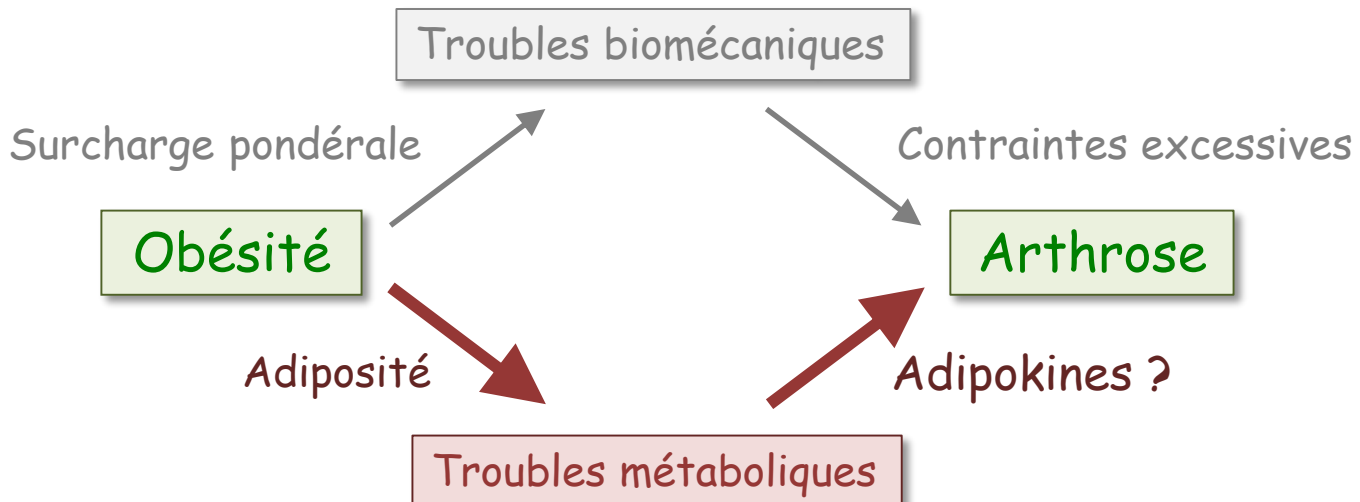 Troubles biomécaniques
Surcharge pondérale
Contraintes excessives
Obésité
Arthrose
Adiposité
Adipokines ?
Troubles métaboliques